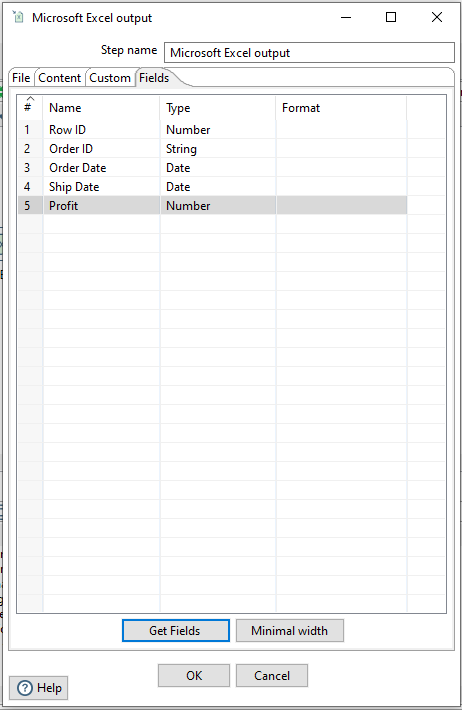 Microsoft Excel output
Step name Microsoft Excel output
File Content Custom Fields
# Name Type Format
1 Row ID Number
2 Order ID String
3 Order Date Date
4 Ship Date Date
5 Profit Number
Get Fields Minimal width
OK Cancel
? Help